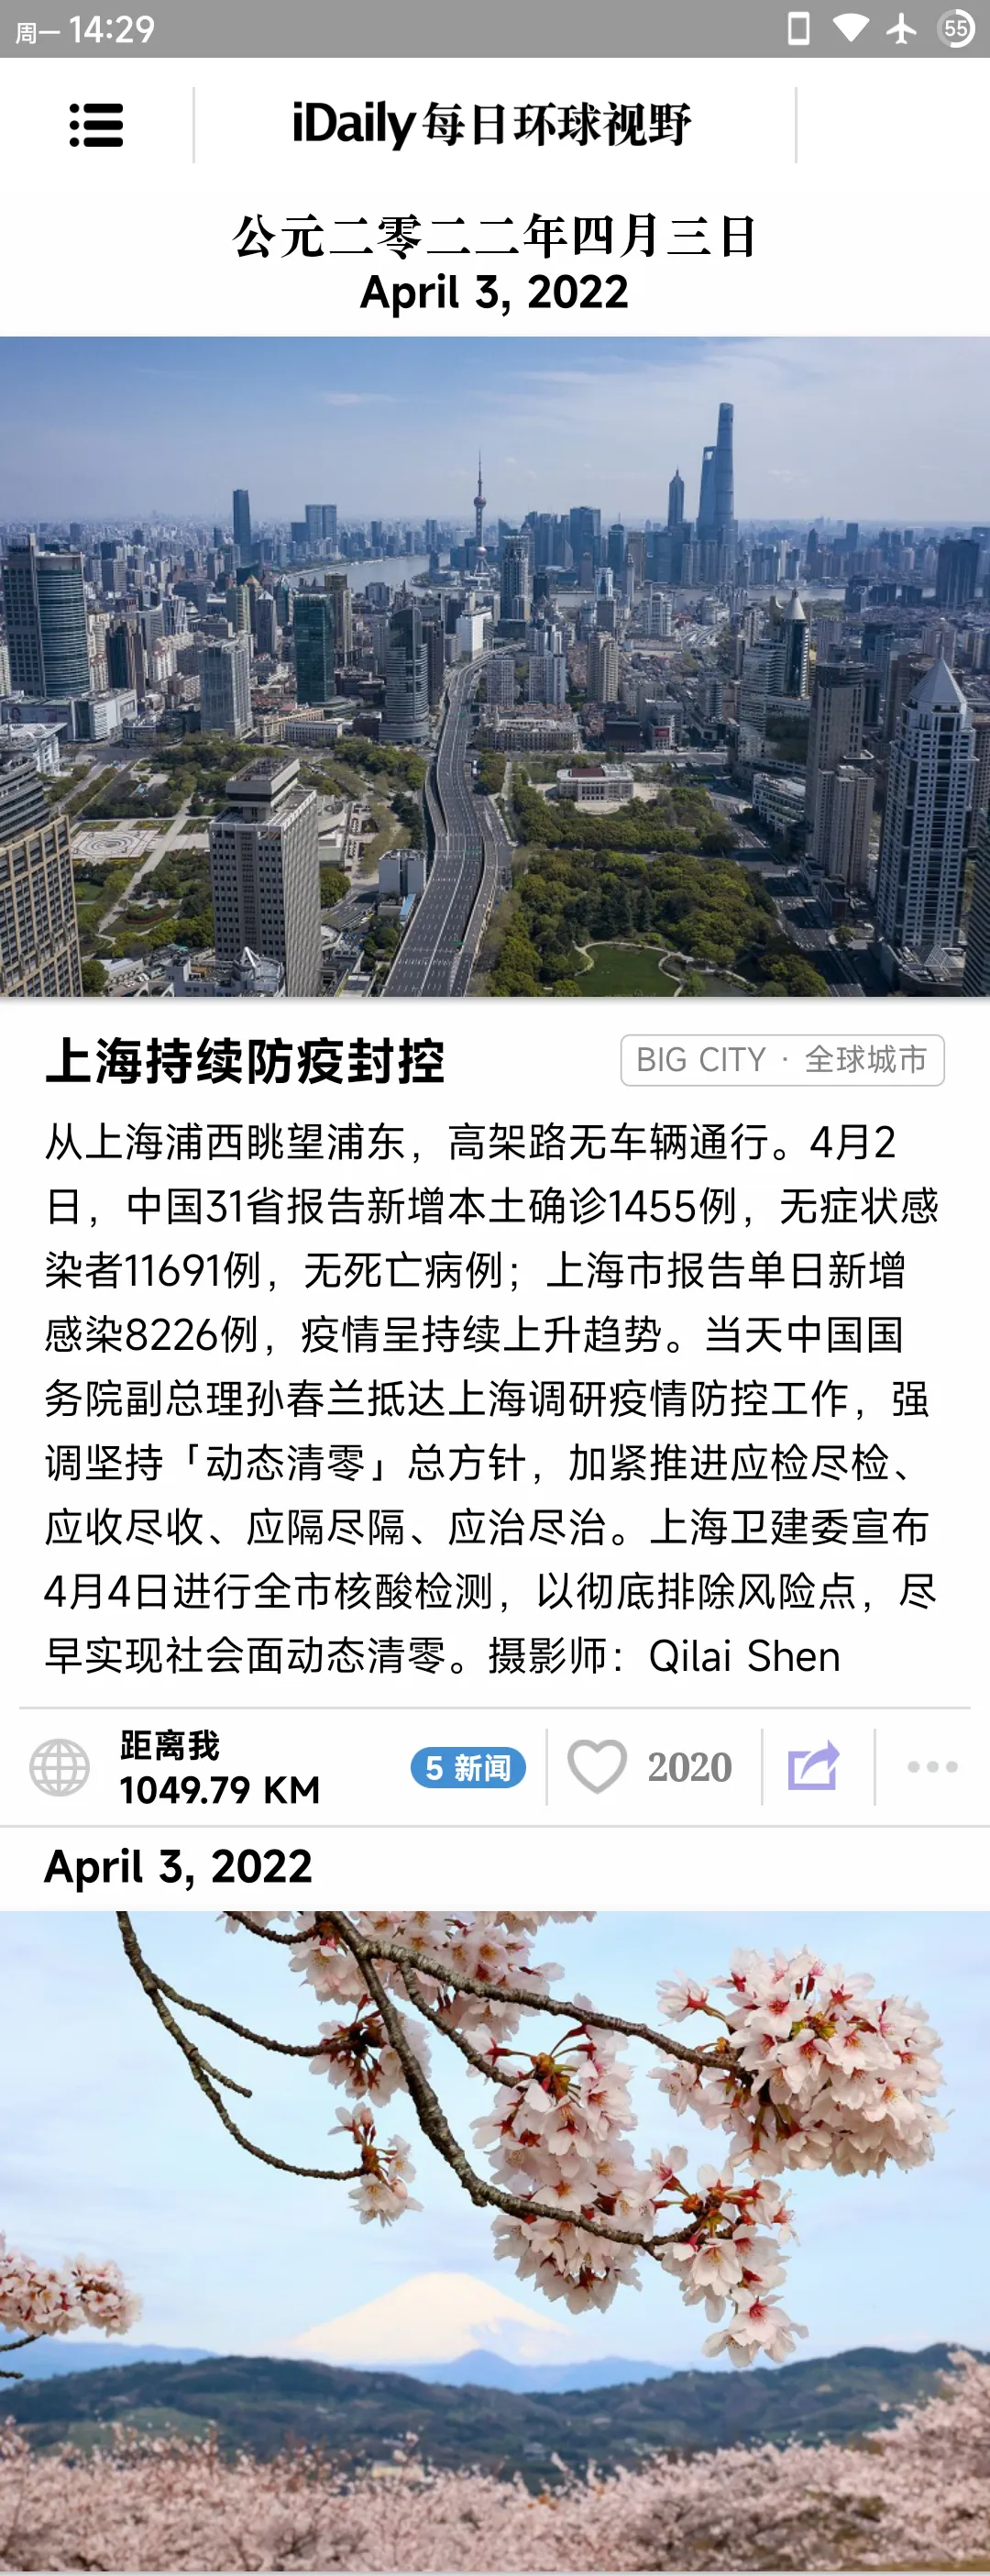 周一 14:29
55
iDaily 每日环球视野
公元二零二二年四月三日
April 3, 2022
上海持续防疫封控
BIG CITY · 全球城市
从上海浦西眺望浦东，高架路无车辆通行。4月2
日，中国31省报告新增本土确诊1455例，无症状感
染者11691例，无死亡病例；上海市报告单日新增
感染8226例，疫情呈持续上升趋势。当天中国国
务院副总理孙春兰抵达上海调研疫情防控工作，强
调坚持「动态清零」总方针，加紧推进应检尽检、
应收尽收、应隔尽隔、应治尽治。上海卫建委宣布
4月4日进行全市核酸检测，以彻底排除风险点，尽
早实现社会面动态清零。摄影师：Qilai Shen
距离我
1049.79 KM
5 新闻
2020
April 3, 2022